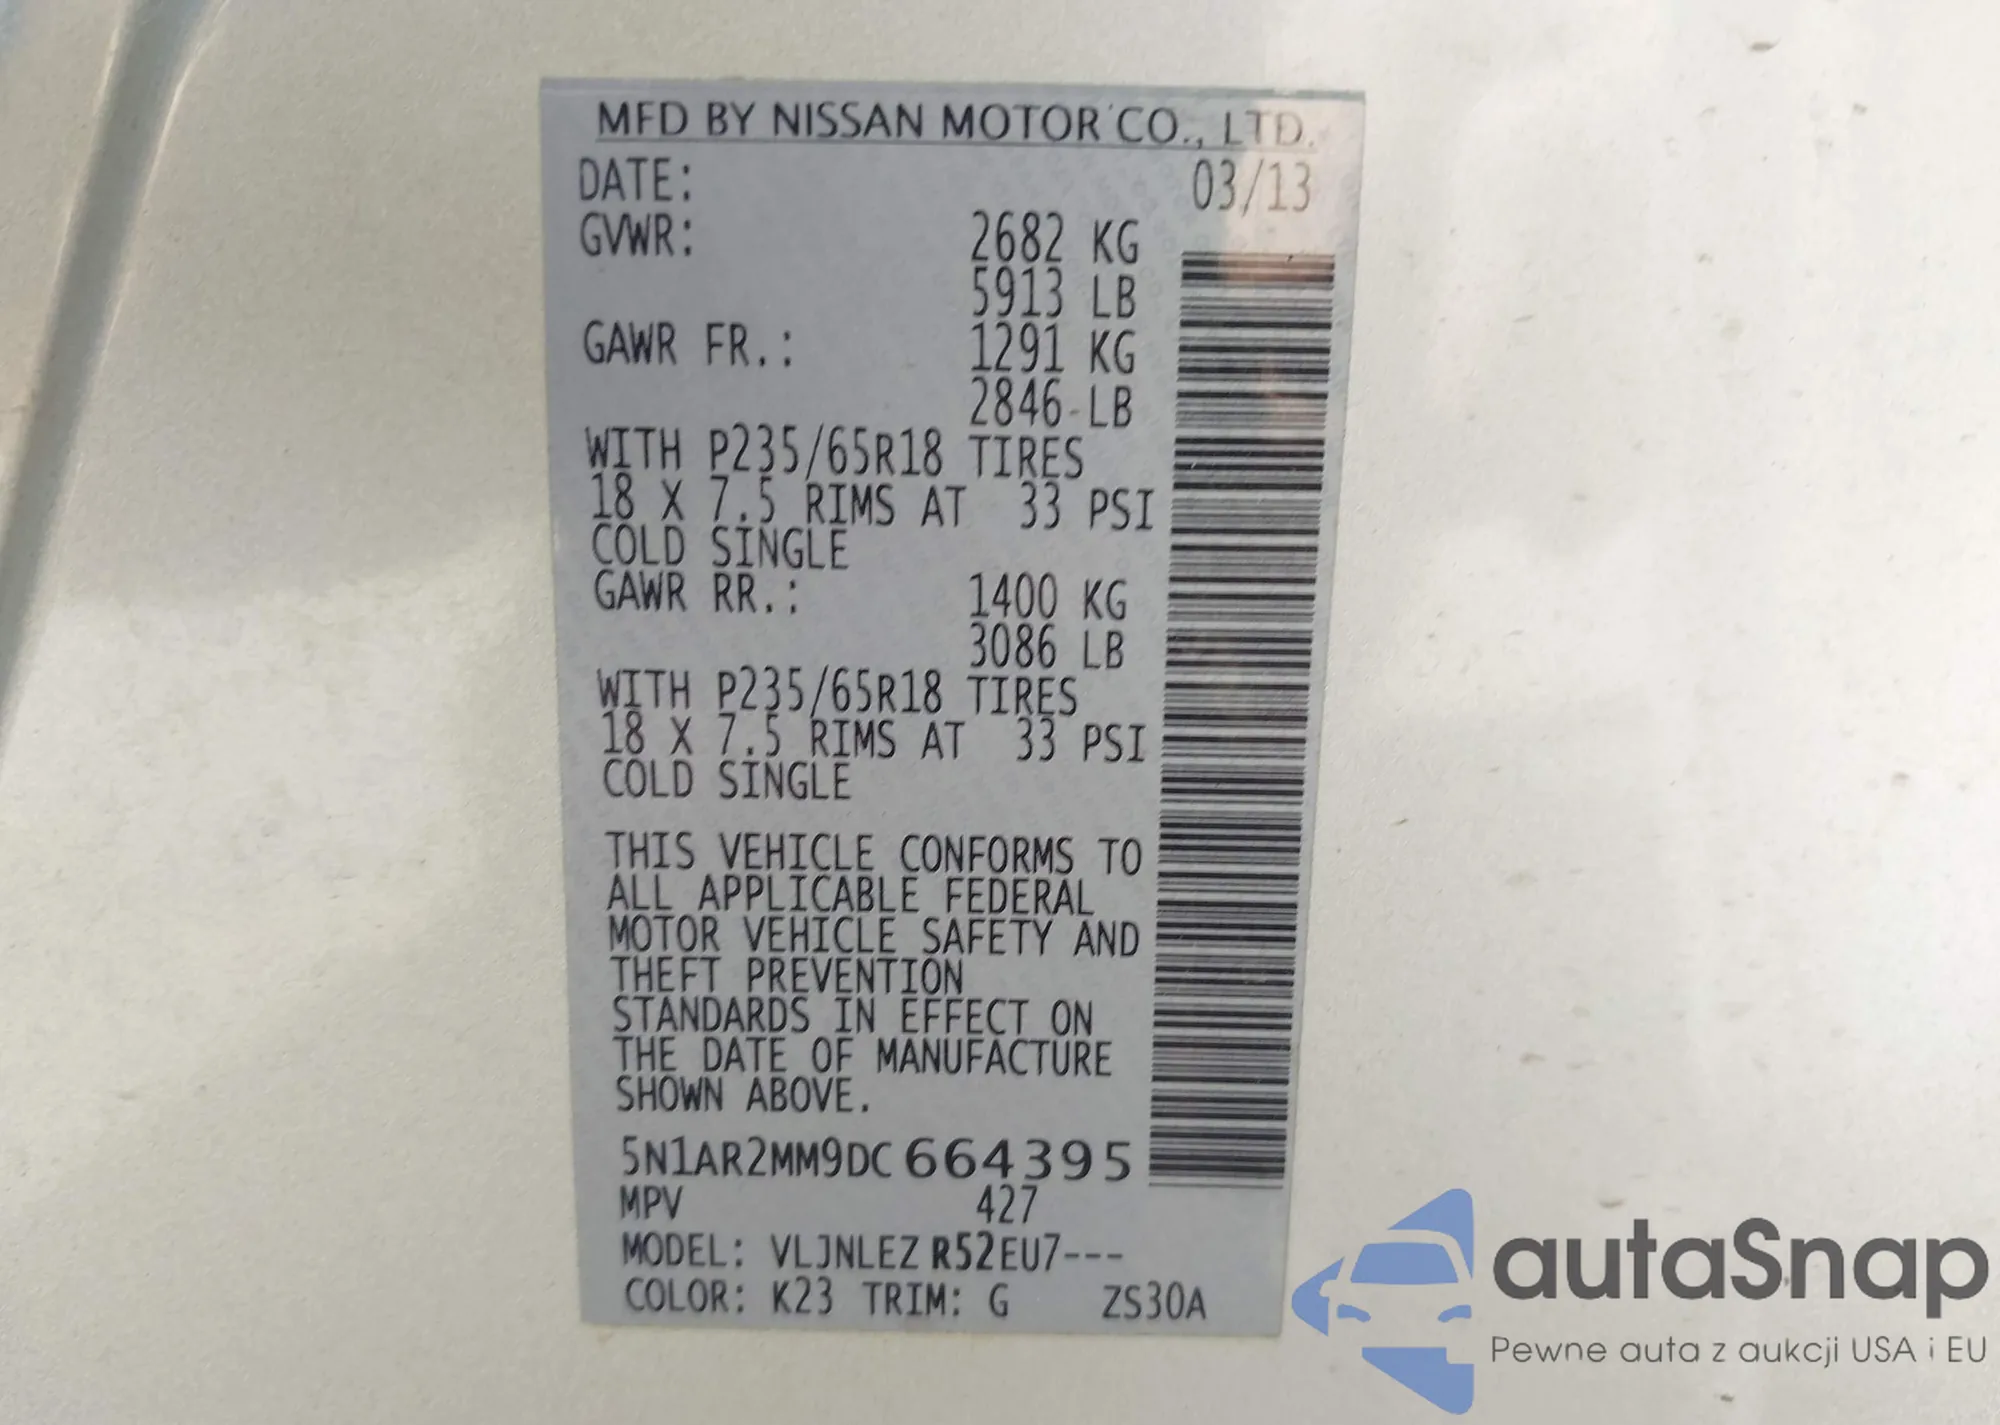 MFD BY NISSAN MOTOR CO., LTD.
DATE: 03/13
GVWR: 2682 KG
5913 LB
GAWR FR.: 1291 KG
2846 LB
WITH P235/65R18 TIRES
18 X 7.5 RIMS AT 33 PSI
COLD SINGLE
GAWR RR.: 1400 KG
3086 LB
WITH P235/65R18 TIRES
18 X 7.5 RIMS AT 33 PSI
COLD SINGLE
THIS VEHICLE CONFORMS TO
ALL APPLICABLE FEDERAL
MOTOR VEHICLE SAFETY AND
THEFT PREVENTION
STANDARDS IN EFFECT ON
THE DATE OF MANUFACTURE
SHOWN ABOVE.
5N1AR2MM9DC664395
MPV 427
MODEL: VLJNLEZ R52EU7---
COLOR: K23 TRIM: G ZS30A
autaSnap
Pewne auta z aukcji USA i EU